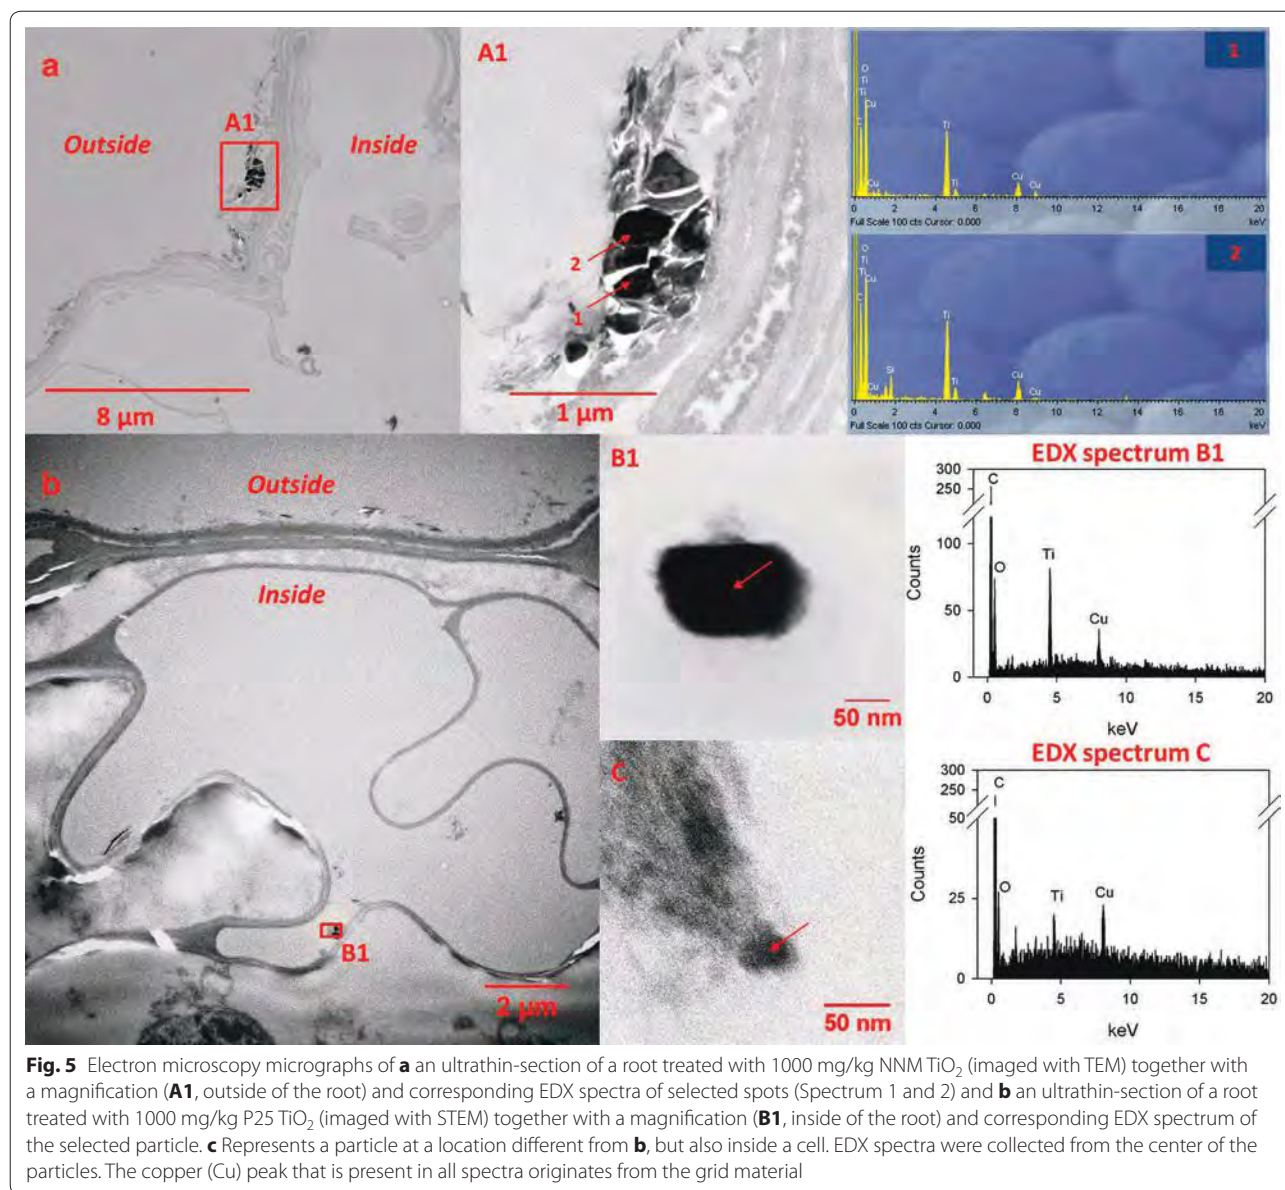 a
Outside
A1
Inside
8 µm
A1
2
1
1 µm
1
O
Ti
Ti
Cu
C
Cu
Ti
Ti
Cu
Cu
0 2 4 6 8 10 12 14 16 18 20
Full Scale 100 cts Cursor: 0.000
keV
2
O
Ti
Ti
Cu
C
Cu
Si
Ti
Ti
Cu
Cu
0 2 4 6 8 10 12 14 16 18 20
Full Scale 100 cts Cursor: 0.000
keV
b
Outside
Inside
B1
2 µm
B1
50 nm
EDX spectrum B1
300
250
100
50
0
Counts
C
O
Ti
Cu
0 5 10 15 20
keV
C
50 nm
EDX spectrum C
300
250
50
25
0
Counts
C
O
Ti
Cu
0 5 10 15 20
keV
Fig. 5 Electron microscopy micrographs of a an ultrathin-section of a root treated with 1000 mg/kg NNM TiO₂ (imaged with TEM) together with
a magnification (A1, outside of the root) and corresponding EDX spectra of selected spots (Spectrum 1 and 2) and b an ultrathin-section of a root
treated with 1000 mg/kg P25 TiO₂ (imaged with STEM) together with a magnification (B1, inside of the root) and corresponding EDX spectrum of
the selected particle. c Represents a particle at a location different from b, but also inside a cell. EDX spectra were collected from the center of the
particles. The copper (Cu) peak that is present in all spectra originates from the grid material